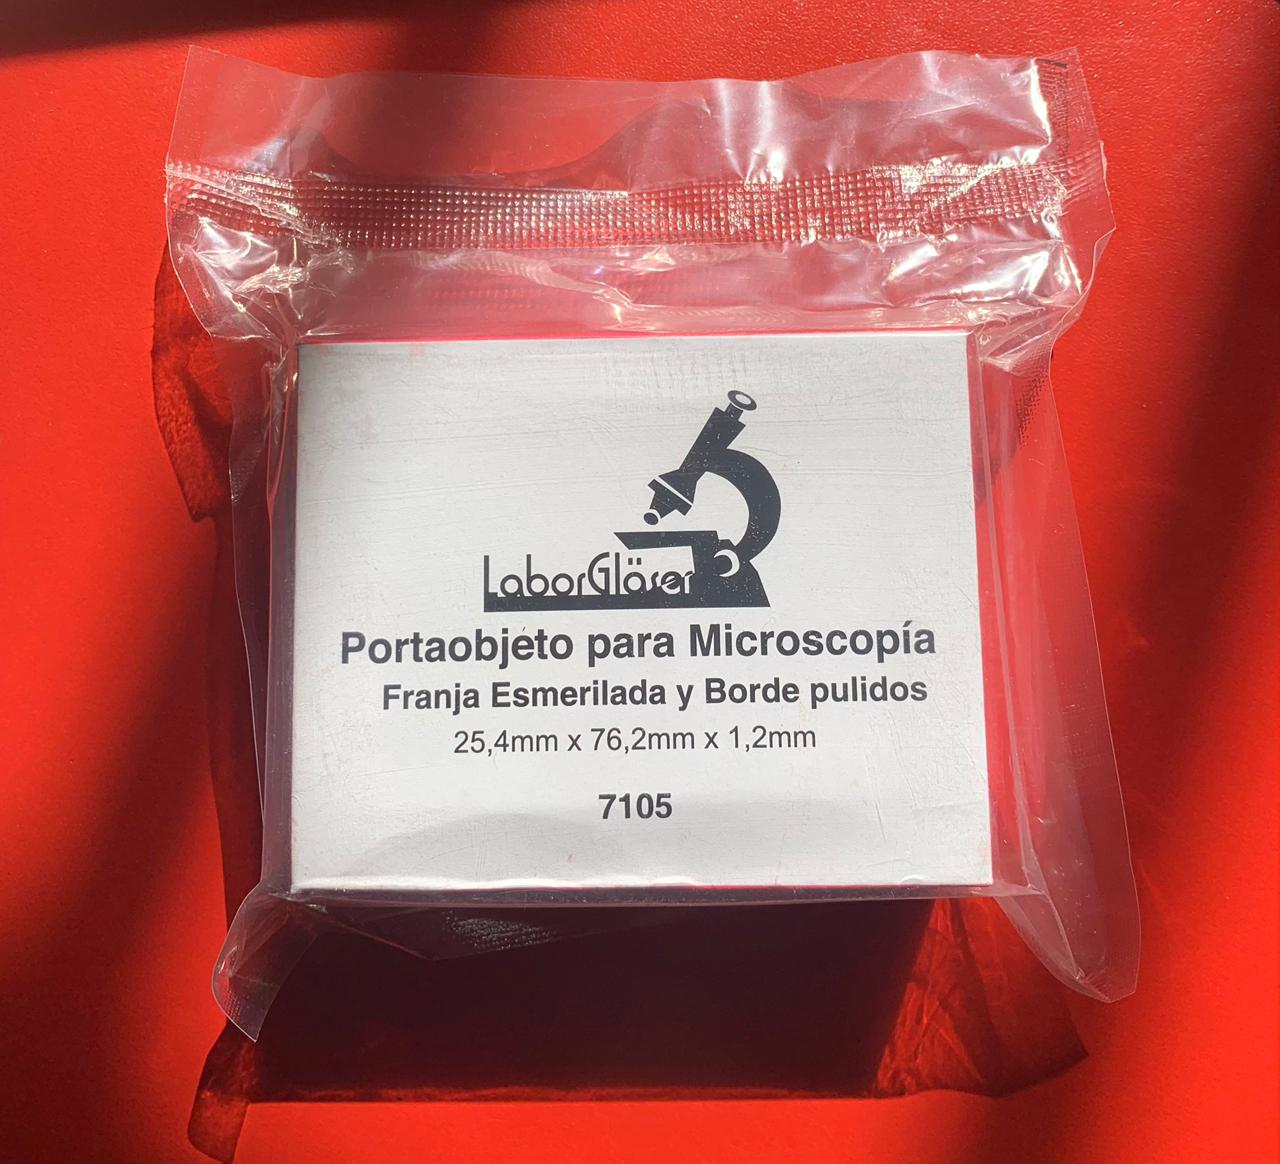 LaborGläser
Portaobjeto para Microscopía
Franja Esmerilada y Borde pulidos
25,4mm x 76,2mm x 1,2mm
7105